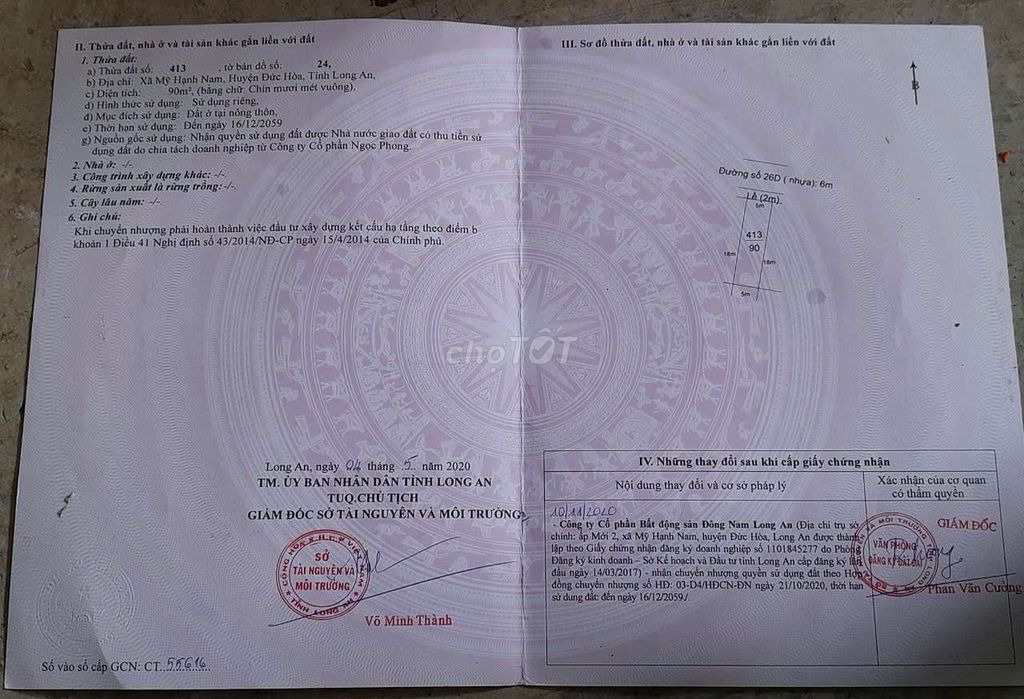 II. Thửa đất, nhà ở và tài sản khác gắn liền với đất
1. Thửa đất:
a) Thửa đất số: 413 , tờ bản đồ số: 24,
b) Địa chỉ: Xã Mỹ Hạnh Nam, Huyện Đức Hòa, Tỉnh Long An,
c) Diện tích: 90m², (bằng chữ: Chín mươi mét vuông),
d) Hình thức sử dụng: Sử dụng riêng,
đ) Mục đích sử dụng: Đất ở tại nông thôn,
e) Thời hạn sử dụng: Đến ngày 16/12/2059
g) Nguồn gốc sử dụng: Nhận quyền sử dụng đất được Nhà nước giao đất có thu tiền sử
dụng đất do chia tách doanh nghiệp từ Công ty Cổ phần Ngọc Phong.
2. Nhà ở: -/-.
3. Công trình xây dựng khác: -/-.
4. Rừng sản xuất là rừng trồng: -/-.
5. Cây lâu năm: -/-.
6. Ghi chú:
Khi chuyển nhượng phải hoàn thành việc đầu tư xây dựng kết cấu hạ tầng theo điểm b
khoản 1 Điều 41 Nghị định số 43/2014/NĐ-CP ngày 15/4/2014 của Chính phủ.
Long An, ngày 04 tháng 5 năm 2020
TM. ỦY BAN NHÂN DÂN TỈNH LONG AN
TUQ.CHỦ TỊCH
GIÁM ĐỐC SỞ TÀI NGUYÊN VÀ MÔI TRƯỜNG
CỘNG HÒA X.H.C.N VIỆT NAM
SỞ
TÀI NGUYÊN VÀ
MÔI TRƯỜNG
TỈNH LONG AN
Võ Minh Thành
Số vào sổ cấp GCN: CT..55616
III. Sơ đồ thửa đất, nhà ở và tài sản khác gắn liền với đất
B
Đường số 26D ( nhựa): 6m
Lề (2m)
5m
413
90
18m
18m
5m
chợTỐT
IV. Những thay đổi sau khi cấp giấy chứng nhận
Nội dung thay đổi và cơ sở pháp lý
Xác nhận của cơ quan
có thẩm quyền
10/11/2020
- Công ty Cổ phần Bất động sản Đông Nam Long An (Địa chỉ trụ sở
chính: ấp Mới 2, xã Mỹ Hạnh Nam, huyện Đức Hòa, Long An được thành
lập theo Giấy chứng nhận đăng ký doanh nghiệp số 1101845277 do Phòng
Đăng ký kinh doanh – Sở Kế hoạch và Đầu tư tỉnh Long An cấp đăng ký lần
đầu ngày 14/03/2017) - nhận chuyển nhượng quyền sử dụng đất theo Hợp
đồng chuyển nhượng số HĐ: 03-D4/HĐCN-ĐN ngày 21/10/2020, thời hạn
sử dụng đất: đến ngày 16/12/2059./.
GIÁM ĐỐC
VĂN PHÒNG
ĐĂNG KÝ ĐẤT ĐAI
Phan Văn Cường